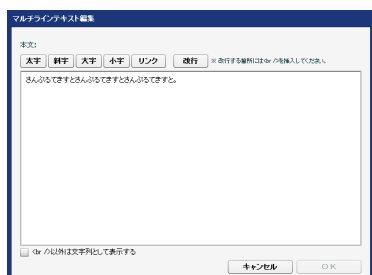 マルチラインテキスト編集
本文:
太字 斜字 大字 小字 リンク 改行 ※ 改行する箇所には<br />を挿入してください。
さんぷるてきすとさんぷるてきすとさんぷるてきすと。
<br />以外は文字列として表示する
キャンセル OK